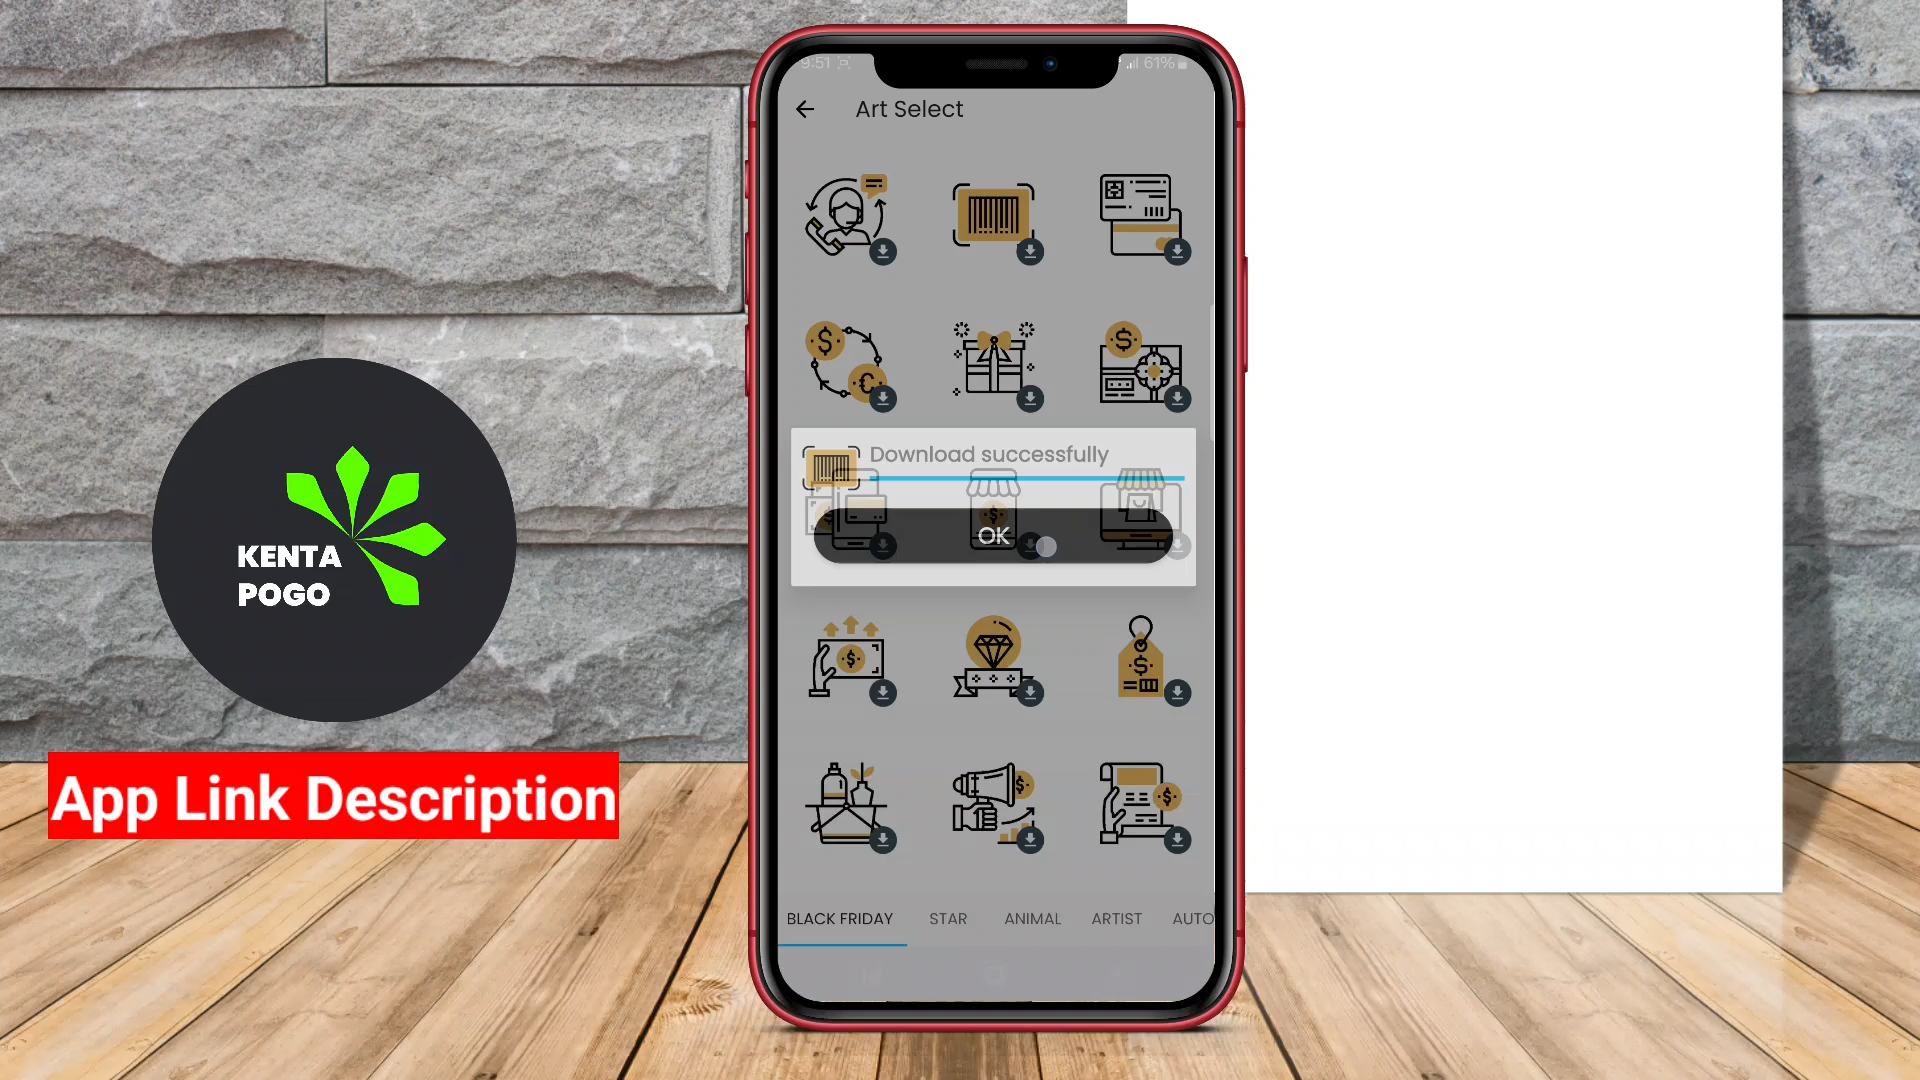 9:51
61%
Art Select
Download successfully
OK
BLACK FRIDAY
STAR
ANIMAL
ARTIST
AUTO
KENTA
POGO
App Link Description